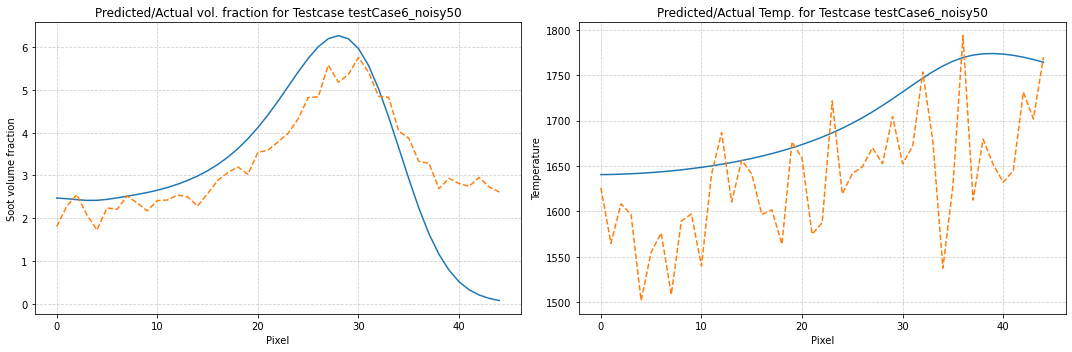 Predicted/Actual vol. fraction for Testcase testCase6_noisy50
Soot volume fraction
6
5
4
3
2
1
0
0 10 20 30 40
Pixel
Predicted/Actual Temp. for Testcase testCase6_noisy50
Temperature
1800
1750
1700
1650
1600
1550
1500
0 10 20 30 40
Pixel